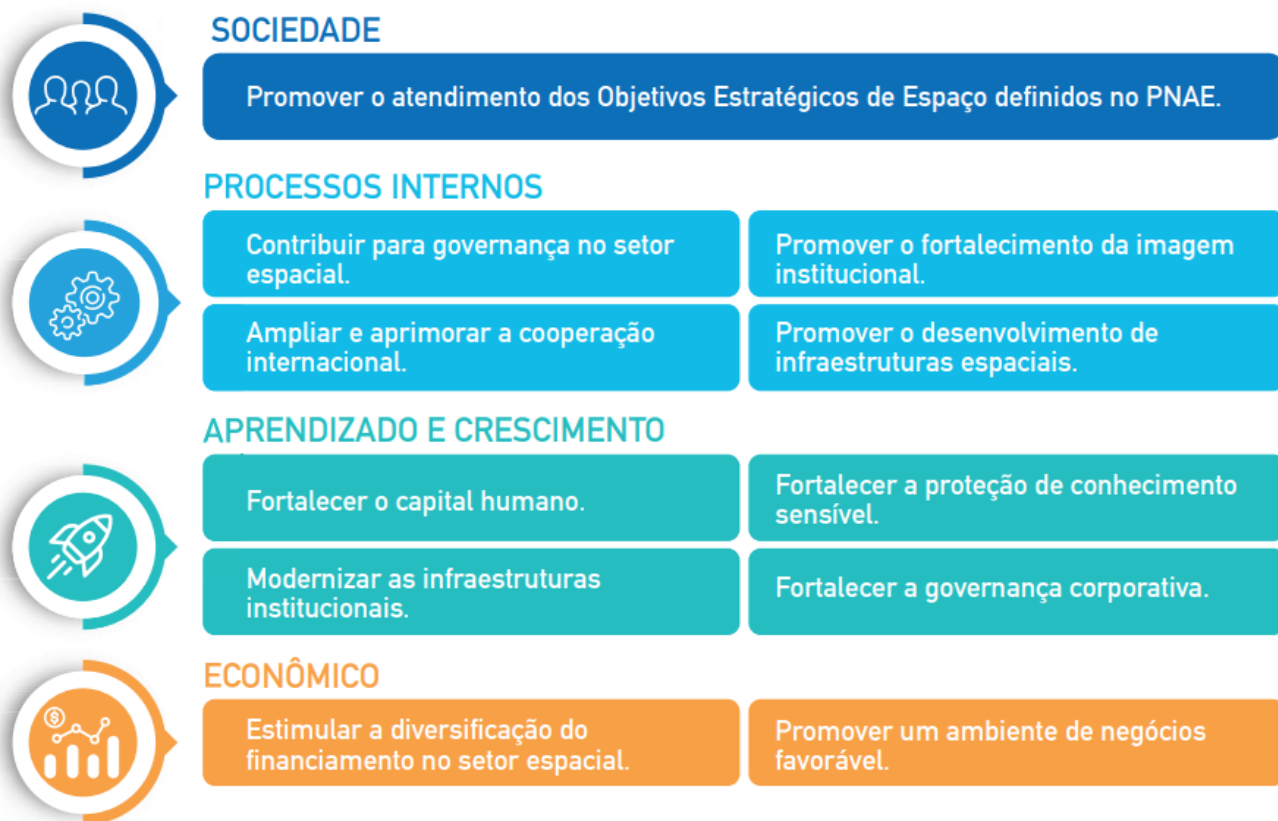 SOCIEDADE
Promover o atendimento dos Objetivos Estratégicos de Espaço definidos no PNAE.
PROCESSOS INTERNOS
Contribuir para governança no setor
espacial.
Promover o fortalecimento da imagem
institucional.
Ampliar e aprimorar a cooperação
internacional.
Promover o desenvolvimento de
infraestruturas espaciais.
APRENDIZADO E CRESCIMENTO
Fortalecer o capital humano.
Fortalecer a proteção de conhecimento
sensível.
Modernizar as infraestruturas
institucionais.
Fortalecer a governança corporativa.
ECONÔMICO
$
Estimular a diversificação do
financiamento no setor espacial.
Promover um ambiente de negócios
favorável.